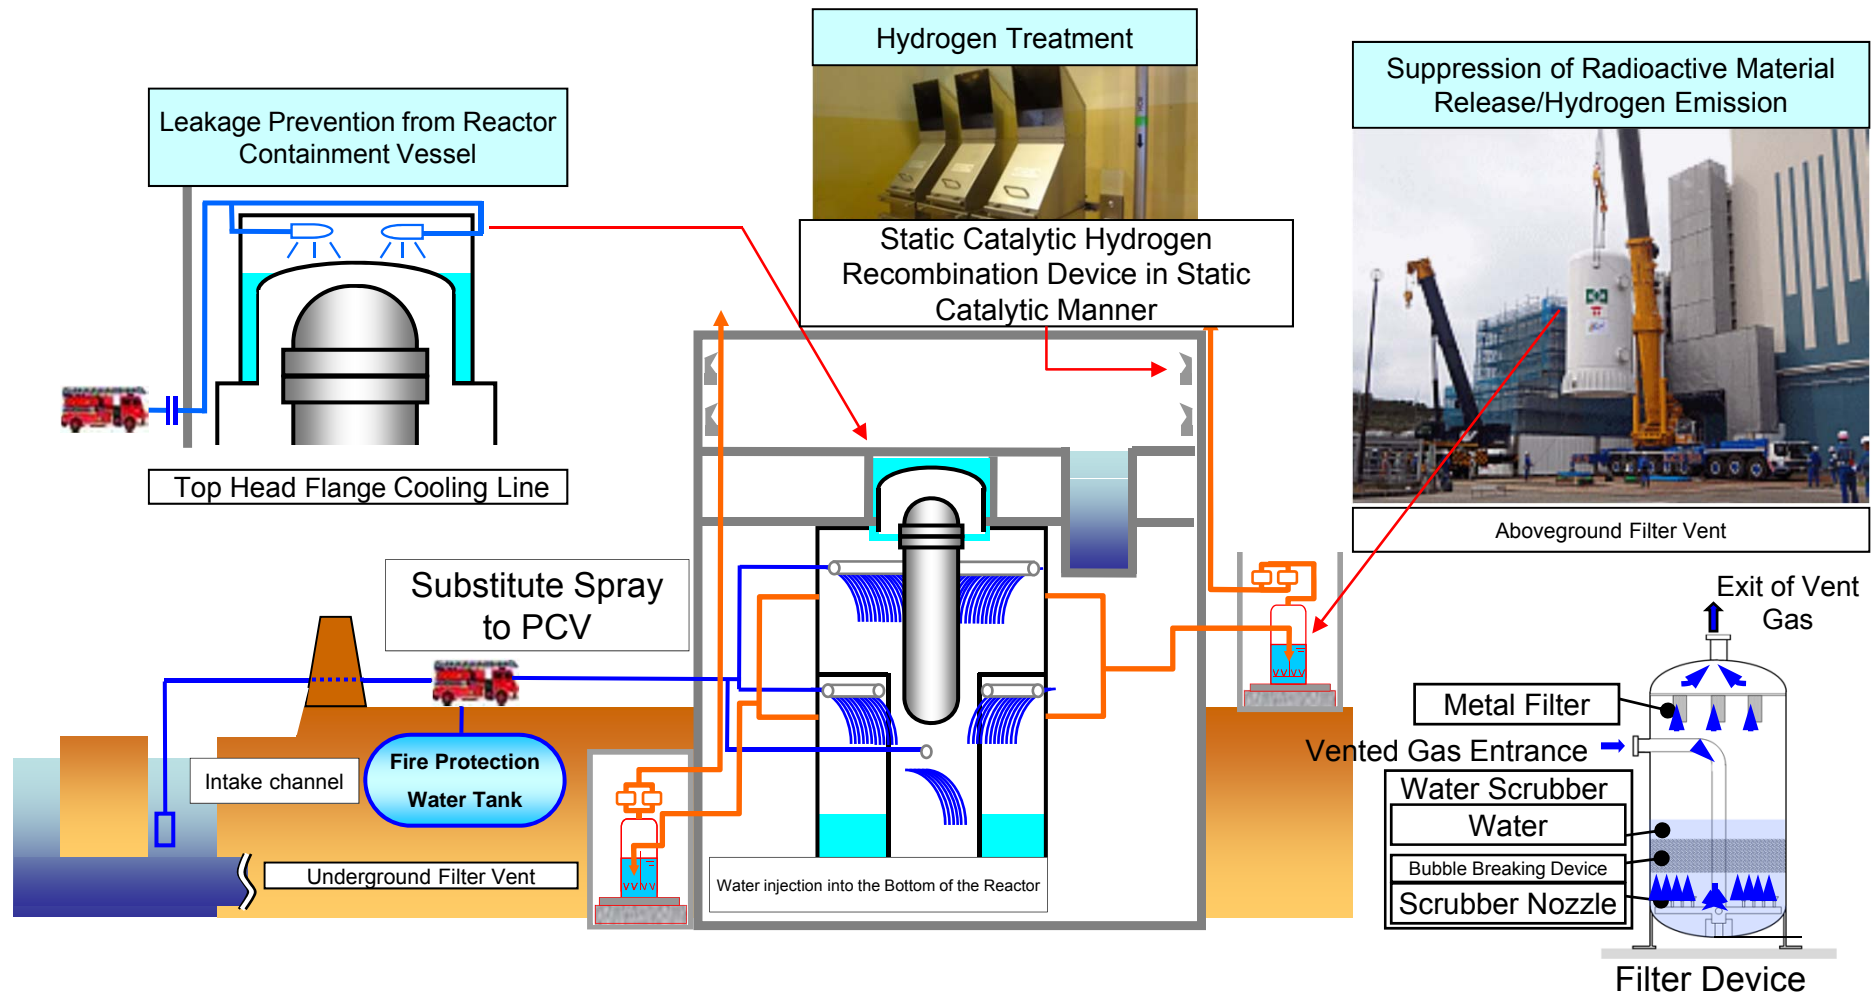 Hydrogen Treatment
Suppression of Radioactive Material
Release/Hydrogen Emission
Leakage Prevention from Reactor
Containment Vessel
Static Catalytic Hydrogen
Recombination Device in Static
Catalytic Manner
Top Head Flange Cooling Line
Aboveground Filter Vent
Substitute Spray
to PCV
Exit of Vent
Gas
Metal Filter
Vented Gas Entrance
Water Scrubber
Water
Bubble Breaking Device
Scrubber Nozzle
Filter Device
Intake channel
Fire Protection
Water Tank
Underground Filter Vent
Water injection into the Bottom of the Reactor